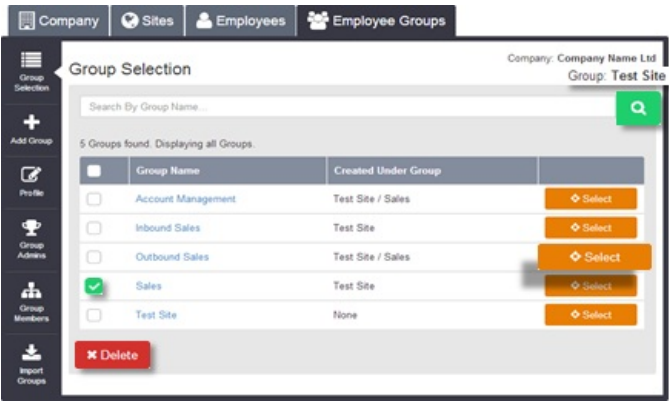 Company Sites Employees Employee Groups
Company: Company Name Ltd
Group: Test Site
Group Selection
Group
Selection
Add Group
Profile
Group
Admins
Group
Members
Import
Groups
Search By Group Name...
5 Groups found. Displaying all Groups.
Group Name Created Under Group
Account Management Test Site / Sales Select
Inbound Sales Test Site Select
Outbound Sales Test Site / Sales Select
Sales Test Site Select
Test Site None Select
Delete